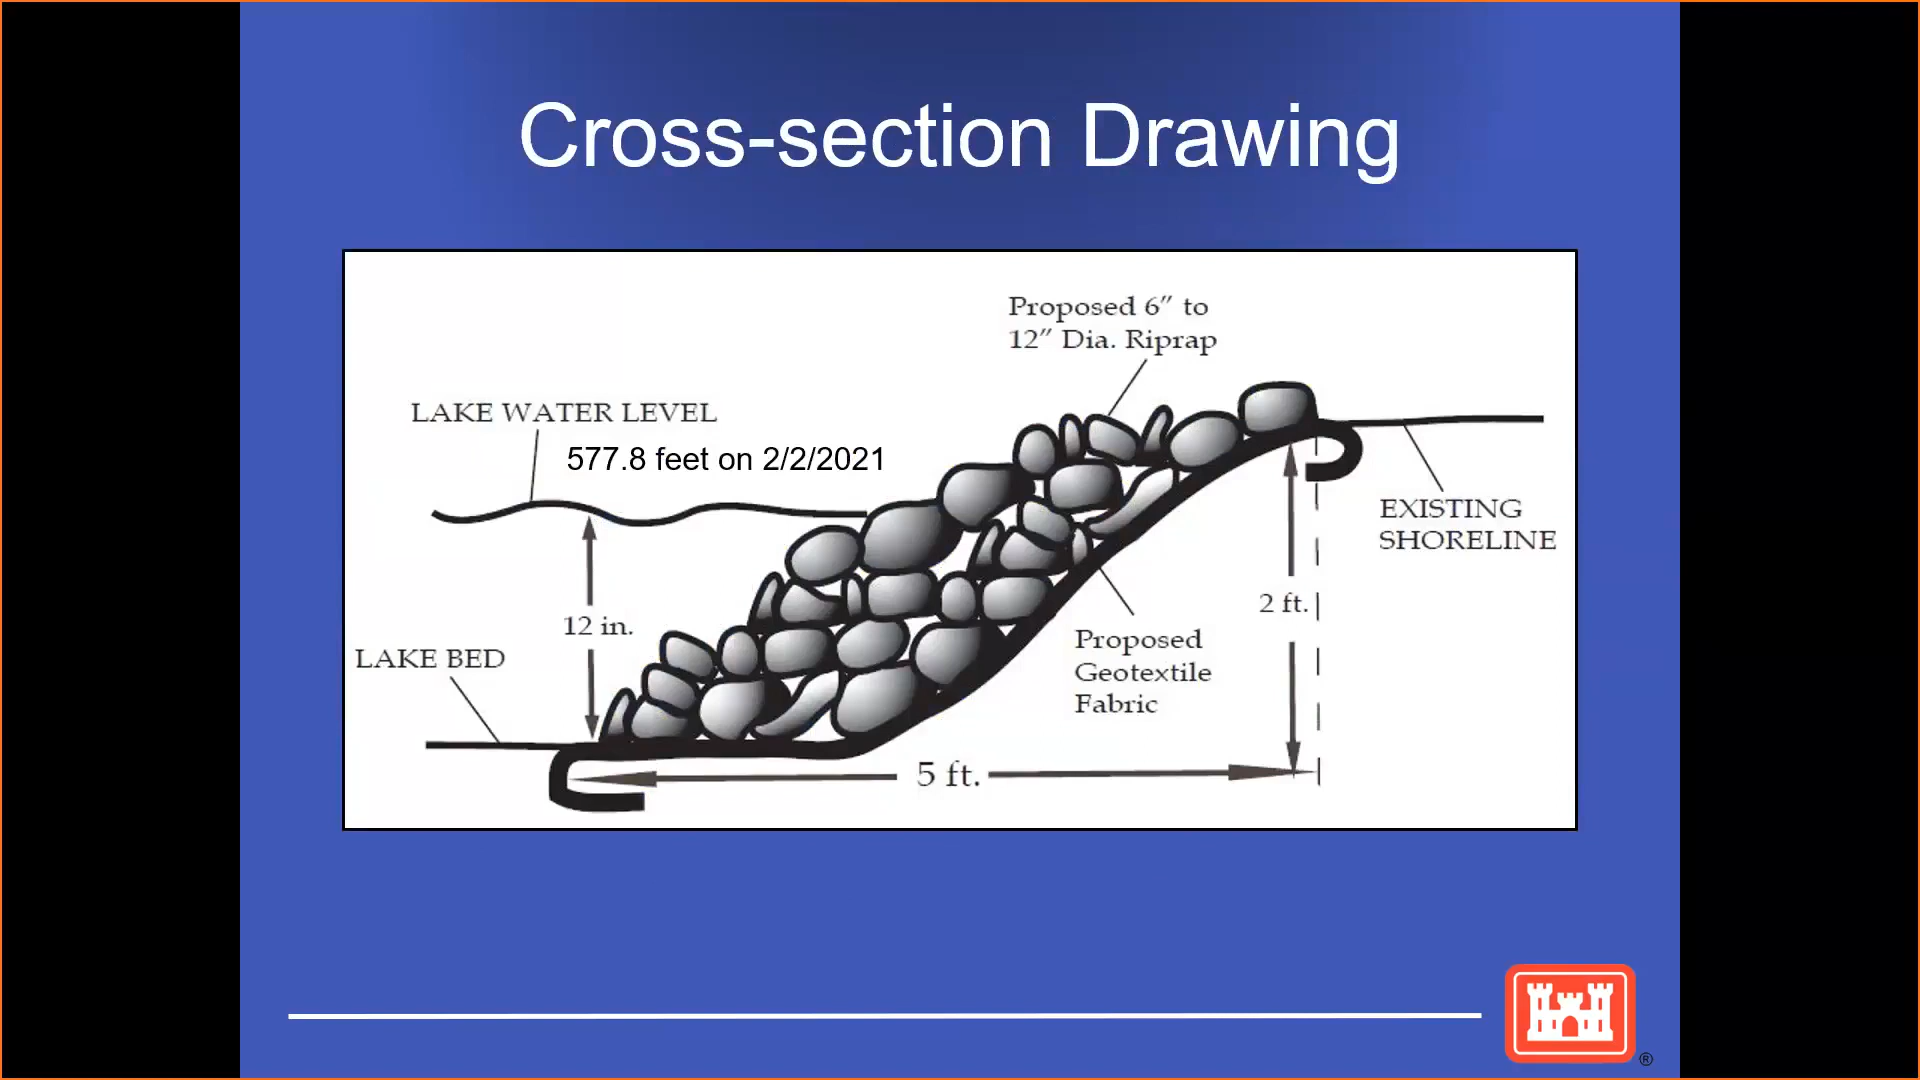 Cross-section Drawing
Proposed 6″ to
12″ Dia. Riprap
LAKE WATER LEVEL
577.8 feet on 2/2/2021
EXISTING
SHORELINE
2 ft.
12 in.
LAKE BED
Proposed
Geotextile
Fabric
5 ft.
®